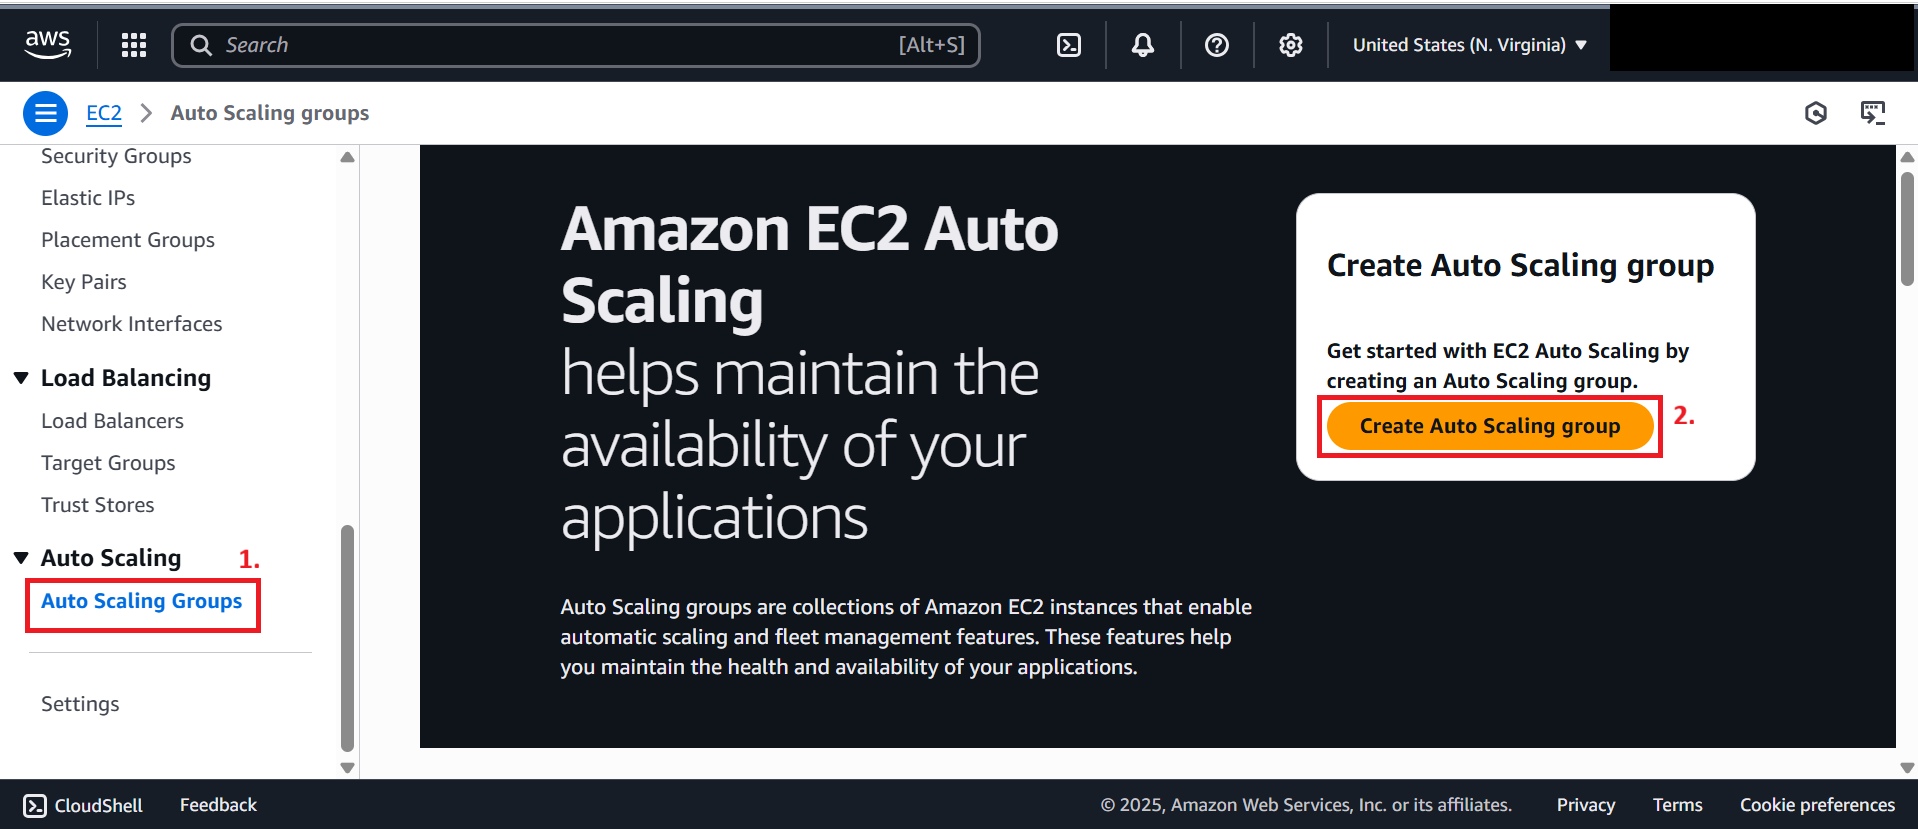 aws
Search
[Alt+S]
United States (N. Virginia)
EC2
Auto Scaling groups
Security Groups
Elastic IPs
Placement Groups
Key Pairs
Network Interfaces
Load Balancing
Load Balancers
Target Groups
Trust Stores
Auto Scaling
1.
Auto Scaling Groups
Settings
Amazon EC2 Auto
Scaling
helps maintain the
availability of your
applications
Auto Scaling groups are collections of Amazon EC2 instances that enable
automatic scaling and fleet management features. These features help
you maintain the health and availability of your applications.
Create Auto Scaling group
Get started with EC2 Auto Scaling by
creating an Auto Scaling group.
Create Auto Scaling group
2.
CloudShell
Feedback
© 2025, Amazon Web Services, Inc. or its affiliates.
Privacy
Terms
Cookie preferences